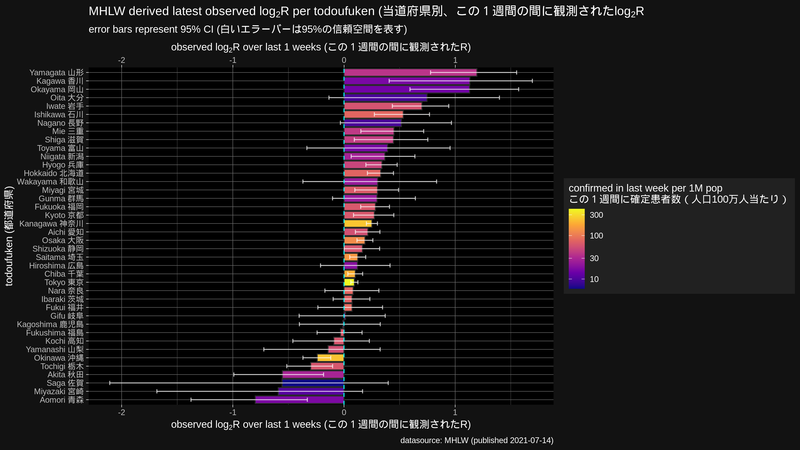 MHLW derived latest observed log₂R per todoufuken (当道府県別、この１週間の間に観測されたlog₂R
error bars represent 95% CI (白いエラーバーは95%の信頼空間を表す)
observed log₂R over last 1 weeks (この１週間の間に観測されたR)
-2 -1 0 1
todoufuken (都道府県)
Yamagata 山形
Kagawa 香川
Okayama 岡山
Oita 大分
Iwate 岩手
Ishikawa 石川
Nagano 長野
Mie 三重
Shiga 滋賀
Toyama 富山
Niigata 新潟
Hyogo 兵庫
Hokkaido 北海道
Wakayama 和歌山
Miyagi 宮城
Gunma 群馬
Fukuoka 福岡
Kyoto 京都
Kanagawa 神奈川
Aichi 愛知
Osaka 大阪
Shizuoka 静岡
Saitama 埼玉
Hiroshima 広島
Chiba 千葉
Tokyo 東京
Nara 奈良
Ibaraki 茨城
Fukui 福井
Gifu 岐阜
Kagoshima 鹿児島
Fukushima 福島
Kochi 高知
Yamanashi 山梨
Okinawa 沖縄
Tochigi 栃木
Akita 秋田
Saga 佐賀
Miyazaki 宮崎
Aomori 青森
-2 -1 0 1
observed log₂R over last 1 weeks (この１週間の間に観測されたR)
confirmed in last week per 1M pop
この１週間に確定患者数（人口100万人当たり）
300
100
30
10
datasource: MHLW (published 2021-07-14)